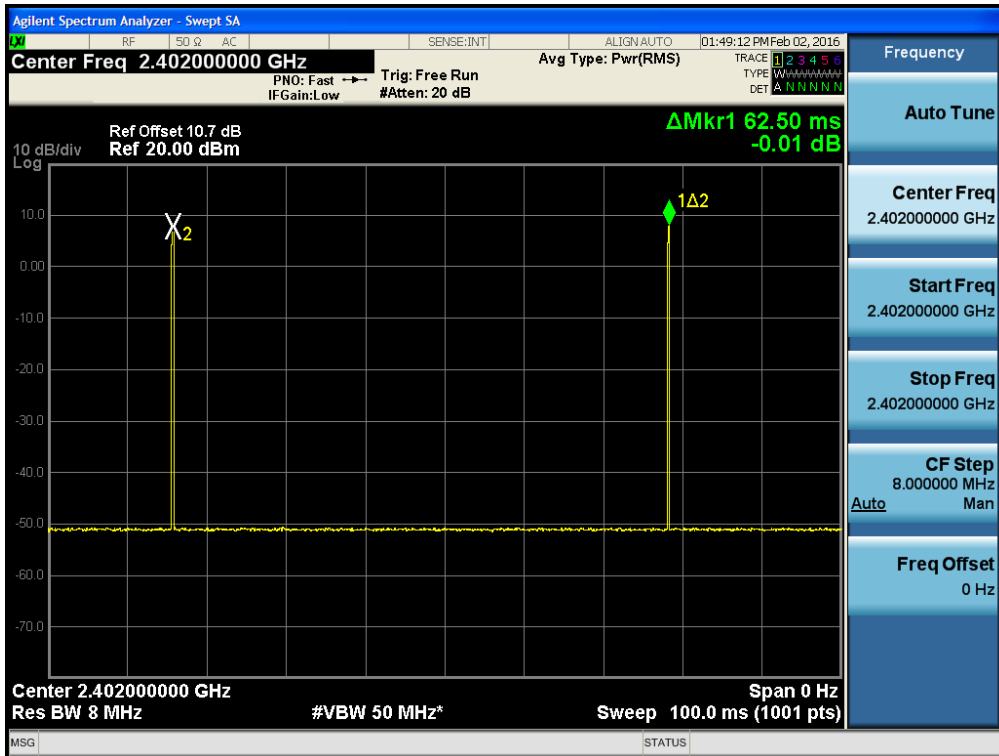 Agilent Spectrum Analyzer - Swept SA
LXI RF 50 Ω AC SENSE:INT ALIGN AUTO 01:49:12 PM Feb 02, 2016
Center Freq 2.402000000 GHz
PNO: Fast
IFGain:Low
Trig: Free Run
#Atten: 20 dB
Avg Type: Pwr(RMS)
TRACE 1 2 3 4 5 6
TYPE W
DET A N N N N N
Ref Offset 10.7 dB
10 dB/div Ref 20.00 dBm
Log
ΔMkr1 62.50 ms
-0.01 dB
1Δ2
X2
10.0
0.00
-10.0
-20.0
-30.0
-40.0
-50.0
-60.0
-70.0
Center 2.402000000 GHz
Span 0 Hz
Res BW 8 MHz
#VBW 50 MHz*
Sweep 100.0 ms (1001 pts)
MSG
STATUS
Frequency
Auto Tune
Center Freq
2.402000000 GHz
Start Freq
2.402000000 GHz
Stop Freq
2.402000000 GHz
CF Step
8.000000 MHz
Auto Man
Freq Offset
0 Hz